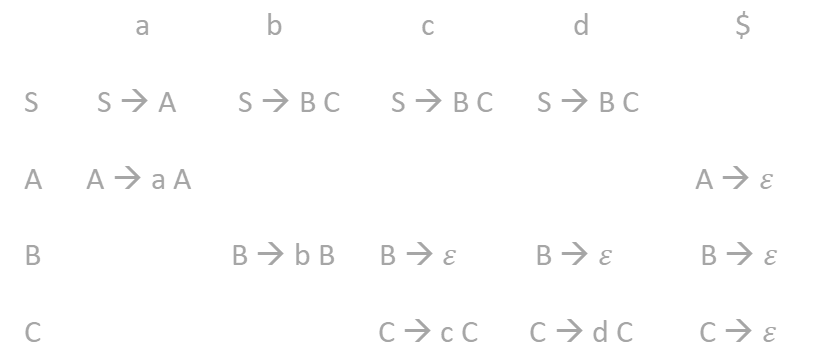 a b c d $
S S → A S → B C S → B C S → B C
A A → a A A → ε
B B → b B B → ε B → ε B → ε
C C → c C C → d C C → ε